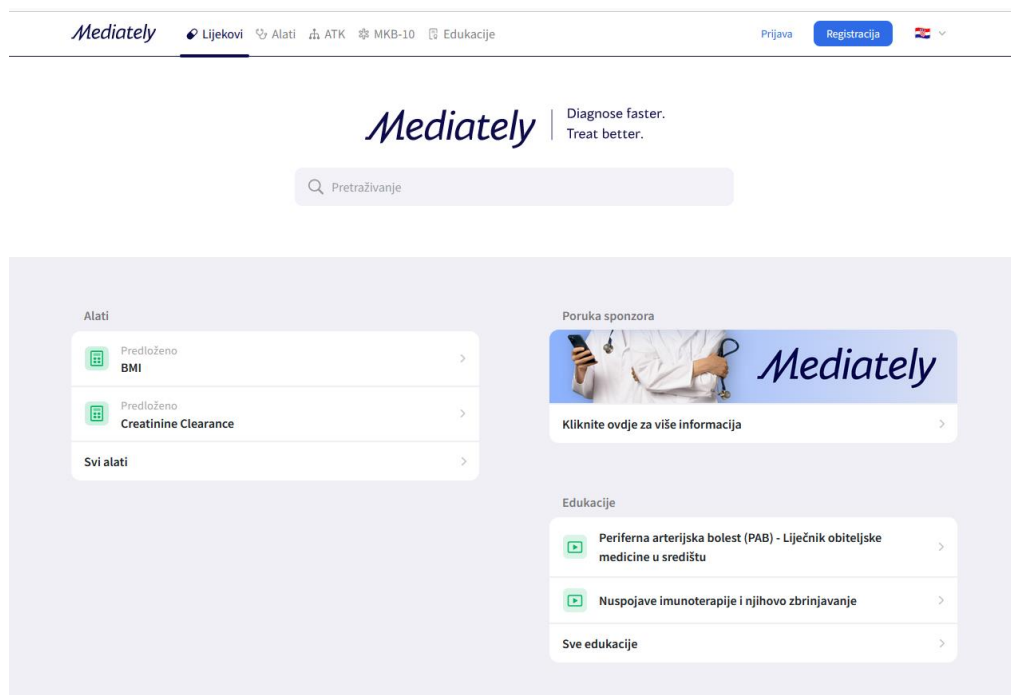 Mediately Lijekovi Alati ATK MKB-10 Edukacije Prijava Registracija
Mediately
Diagnose faster.
Treat better.
Pretraživanje
Alati
Predloženo
BMI
Predloženo
Creatinine Clearance
Svi alati
Poruka sponzora
Mediately
Kliknite ovdje za više informacija
Edukacije
Periferna arterijska bolest (PAB) - Liječnik obiteljske
medicine u središtu
Nuspojave imunoterapije i njihovo zbrinjavanje
Sve edukacije